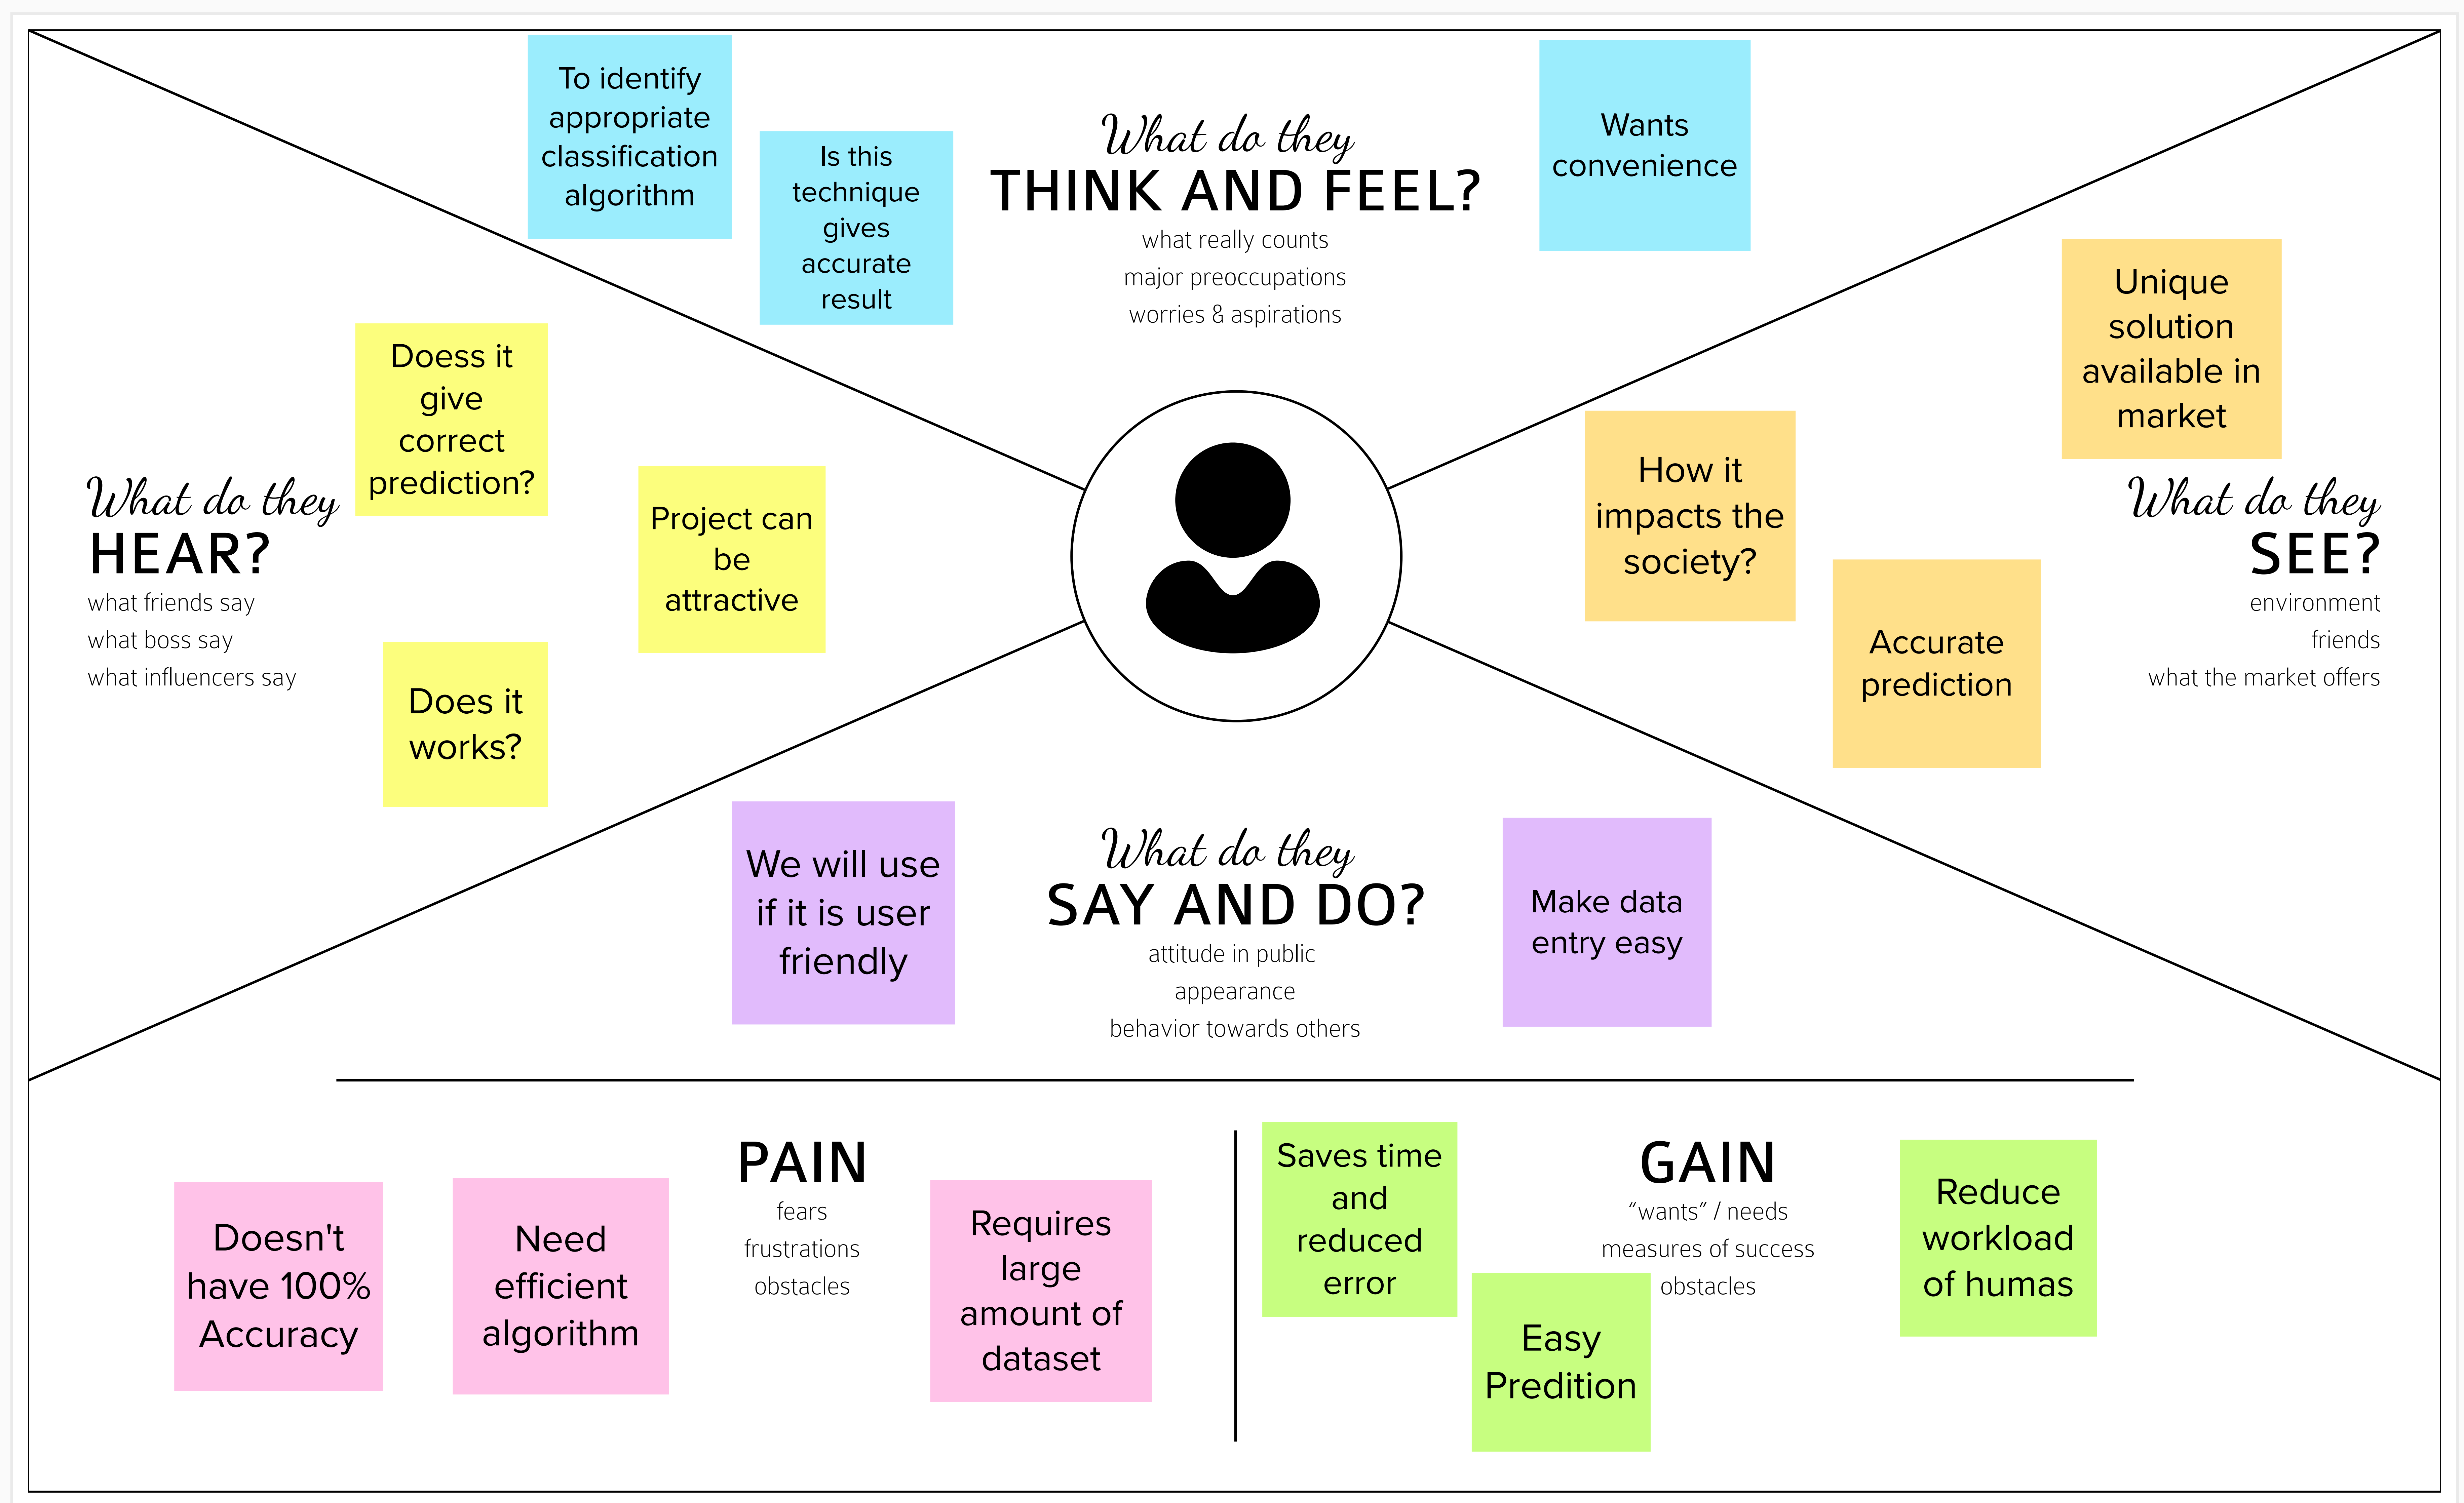 To identify
appropriate
classification
algorithm
Is this
technique
gives
accurate
result
What do they
THINK AND FEEL?
what really counts
major preoccupations
worries & aspirations
Wants
convenience
What do they
HEAR?
what friends say
what boss say
what influencers say
Doess it
give
correct
prediction?
Project can
be
attractive
Does it
works?
Unique
solution
available in
market
How it
impacts the
society?
Accurate
prediction
What do they
SEE?
environment
friends
what the market offers
We will use
if it is user
friendly
What do they
SAY AND DO?
attitude in public
appearance
behavior towards others
Make data
entry easy
PAIN
fears
frustrations
obstacles
Doesn't
have 100%
Accuracy
Need
efficient
algorithm
Requires
large
amount of
dataset
Saves time
and
reduced
error
GAIN
“wants” / needs
measures of success
obstacles
Easy
Predition
Reduce
workload
of humas